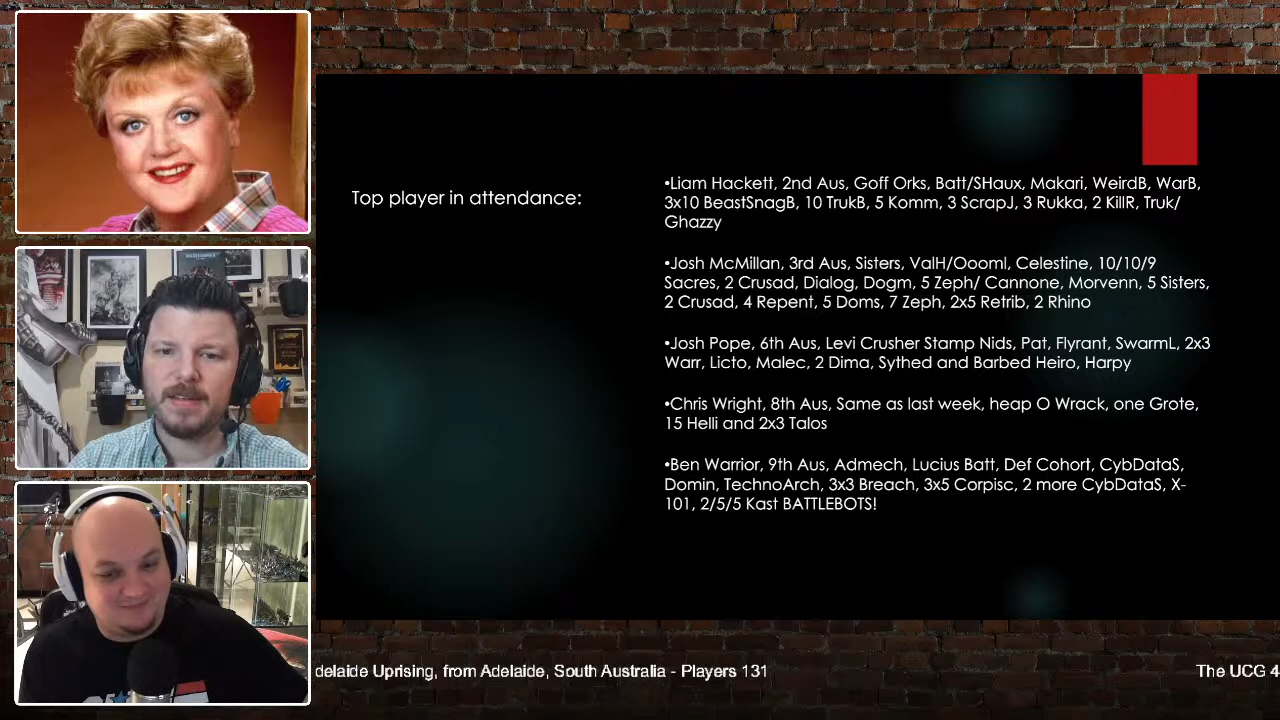 Top player in attendance:
•Liam Hackett, 2nd Aus, Goff Orks, Batt/SHaux, Makari, WeirdB, WarB,
3x10 BeastSnagB, 10 TrukB, 5 Komm, 3 ScrapJ, 3 Rukka, 2 KillR, Truk/
Ghazzy
•Josh McMillan, 3rd Aus, Sisters, ValH/Oooml, Celestine, 10/10/9
Sacres, 2 Crusad, Dialog, Dogm, 5 Zeph/ Cannone, Morvenn, 5 Sisters,
2 Crusad, 4 Repent, 5 Doms, 7 Zeph, 2x5 Retrib, 2 Rhino
•Josh Pope, 6th Aus, Levi Crusher Stamp Nids, Pat, Flyrant, SwarmL, 2x3
Warr, Licto, Malec, 2 Dima, Sythed and Barbed Heiro, Harpy
•Chris Wright, 8th Aus, Same as last week, heap O Wrack, one Grote,
15 Helli and 2x3 Talos
•Ben Warrior, 9th Aus, Admech, Lucius Batt, Def Cohort, CybDataS,
Domin, TechnoArch, 3x3 Breach, 3x5 Corpisc, 2 more CybDataS, X-
101, 2/5/5 Kast BATTLEBOTS!
delaide Uprising, from Adelaide, South Australia - Players 131
The UCG 4